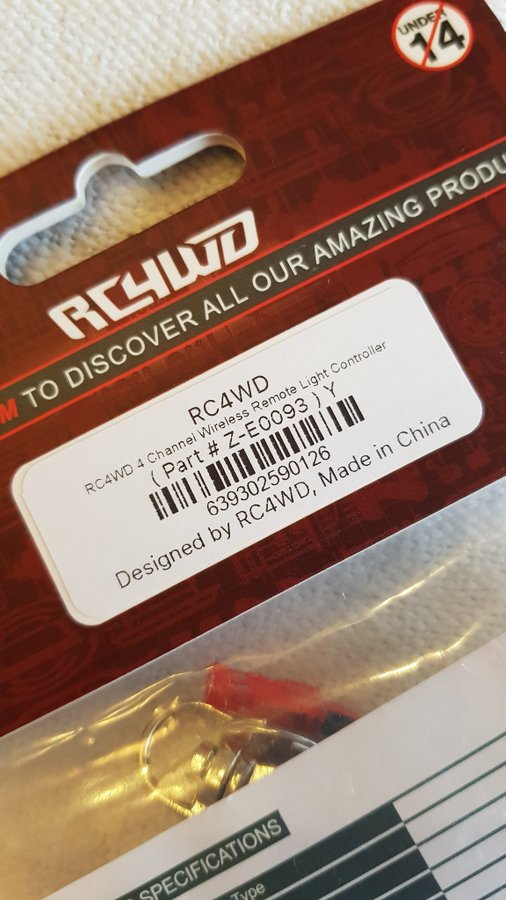 UNDER
14
RC4WD
M TO DISCOVER ALL OUR AMAZING PRODU
RC4WD
RC4WD 4 Channel Wireless Remote Light Controller
( Part # Z-E0093 ) Y
639302590126
Designed by RC4WD, Made in China
SPECIFICATIONS
Type